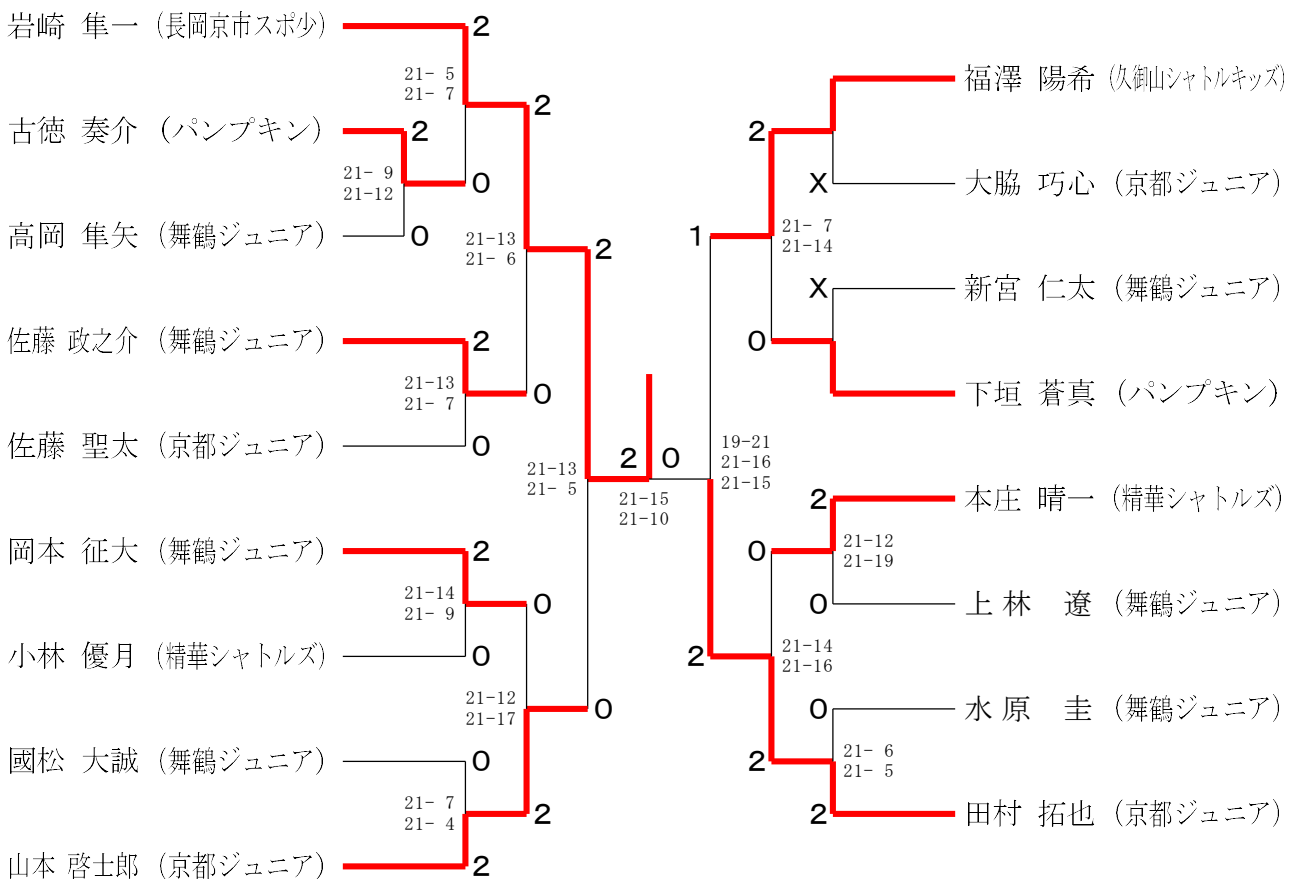 岩崎 隼一 (長岡京市スポ少)
2
21- 5
21- 7
2
古徳 奏介 (パンプキン)
2
21- 9
21-12
0
高岡 隼矢 (舞鶴ジュニア)
0
21-13
21- 6
2
佐藤 政之介 (舞鶴ジュニア)
2
21-13
21- 7
0
佐藤 聖太 (京都ジュニア)
0
21-13
21- 5
岡本 征大 (舞鶴ジュニア)
2
21-14
21- 9
0
小林 優月 (精華シャトルズ)
0
21-12
21-17
0
國松 大誠 (舞鶴ジュニア)
0
21- 7
21- 4
2
山本 啓士郎 (京都ジュニア)
2
2 0
21-15
21-10
福澤 陽希 (久御山シャトルキッズ)
2
X
大脇 巧心 (京都ジュニア)
1
21- 7
21-14
X
新宮 仁太 (舞鶴ジュニア)
0
下垣 蒼真 (パンプキン)
19-21
21-16
21-15
2
本庄 晴一 (精華シャトルズ)
0
21-12
21-19
0
上林 遼 (舞鶴ジュニア)
2
21-14
21-16
0
水原 圭 (舞鶴ジュニア)
2
21- 6
21- 5
2
田村 拓也 (京都ジュニア)